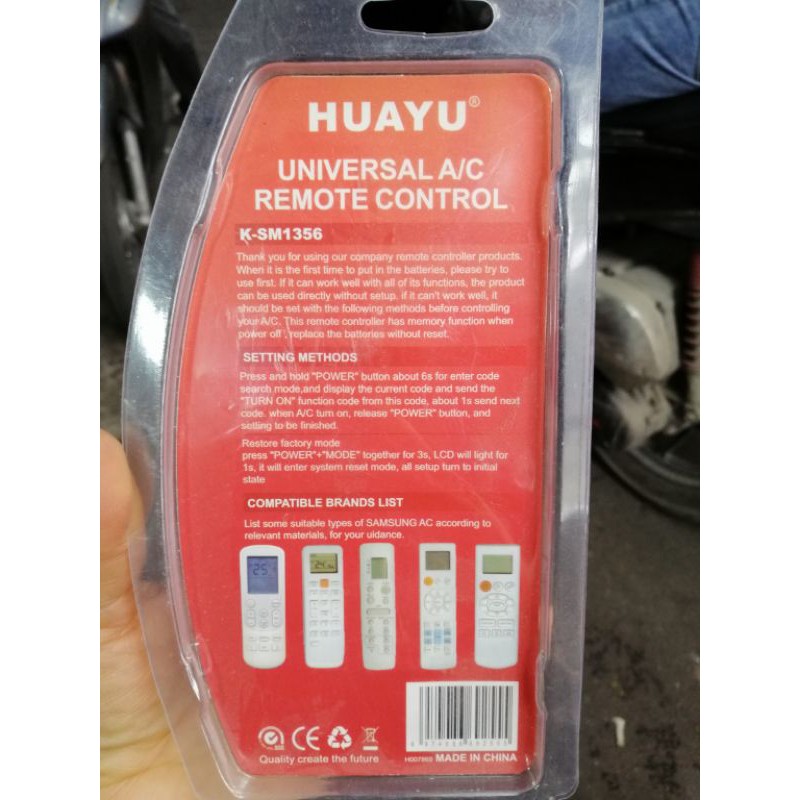 HUAYU®
UNIVERSAL A/C
REMOTE CONTROL
K-SM1356
Thank you for using our company remote controller products.
When it is the first time to put in the batteries, please try to
use first. If it can work well with all of its functions, the product
can be used directly without setup, if it can't work well, it
should be set with the following methods before controlling
your A/C. This remote controller has memory function when
power off , replace the batteries without reset.
SETTING METHODS
Press and hold "POWER" button about 6s for enter code
search mode,and display the current code and send the
"TURN ON" function code from this code, about 1s send next
code. when A/C turn on, release "POWER" button, and
setting to be finished.
Restore factory mode
press "POWER"+"MODE" together for 3s, LCD will light for
1s, it will enter system reset mode, all setup turn to initial
state
COMPATIBLE BRANDS LIST
List some suitable types of SAMSUNG AC according to
relevant materials, for your uidance.
CE
Quality create the future
MADE IN CHINA